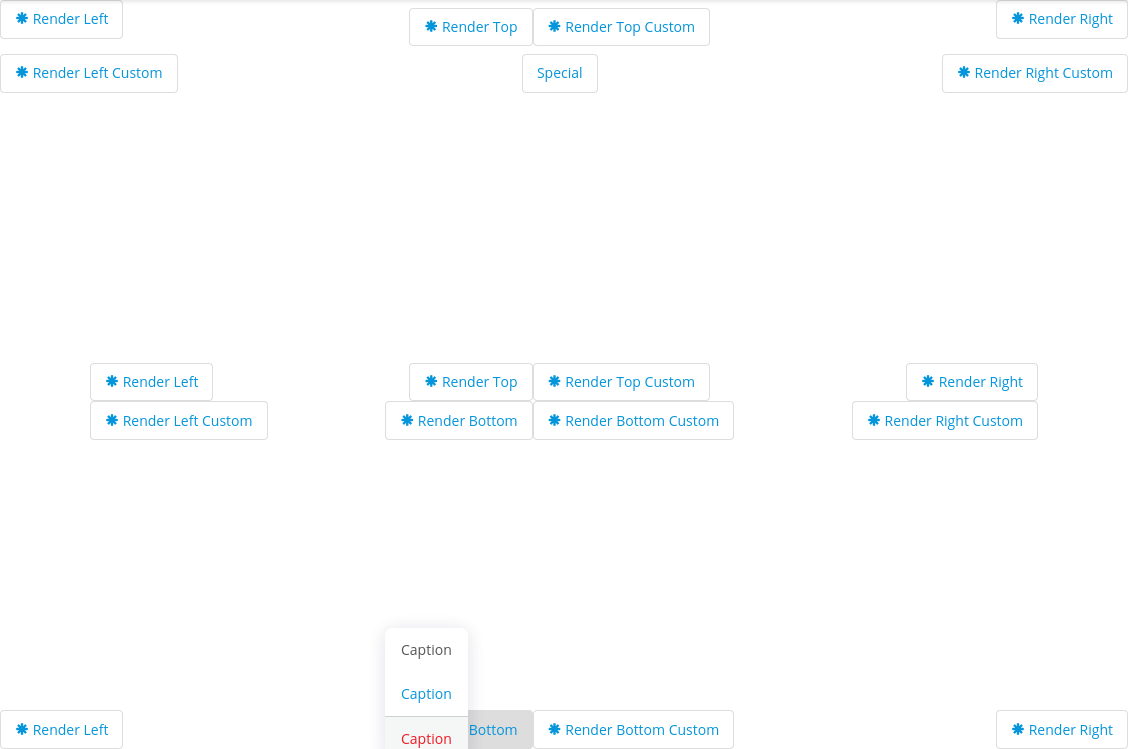 Render Left
Render Top
Render Top Custom
Render Right
Render Left Custom
Special
Render Right Custom
Render Left
Render Top
Render Top Custom
Render Right
Render Left Custom
Render Bottom
Render Bottom Custom
Render Right Custom
Caption
Caption
Caption
Render Left
Bottom
Render Bottom Custom
Render Right